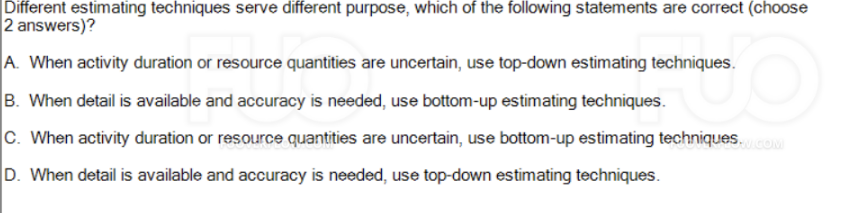 Different estimating techniques serve different purpose, which of the following statements are correct (choose
2 answers)?
A. When activity duration or resource quantities are uncertain, use top-down estimating techniques.
B. When detail is available and accuracy is needed, use bottom-up estimating techniques.
C. When activity duration or resource quantities are uncertain, use bottom-up estimating techniques.
D. When detail is available and accuracy is needed, use top-down estimating techniques.